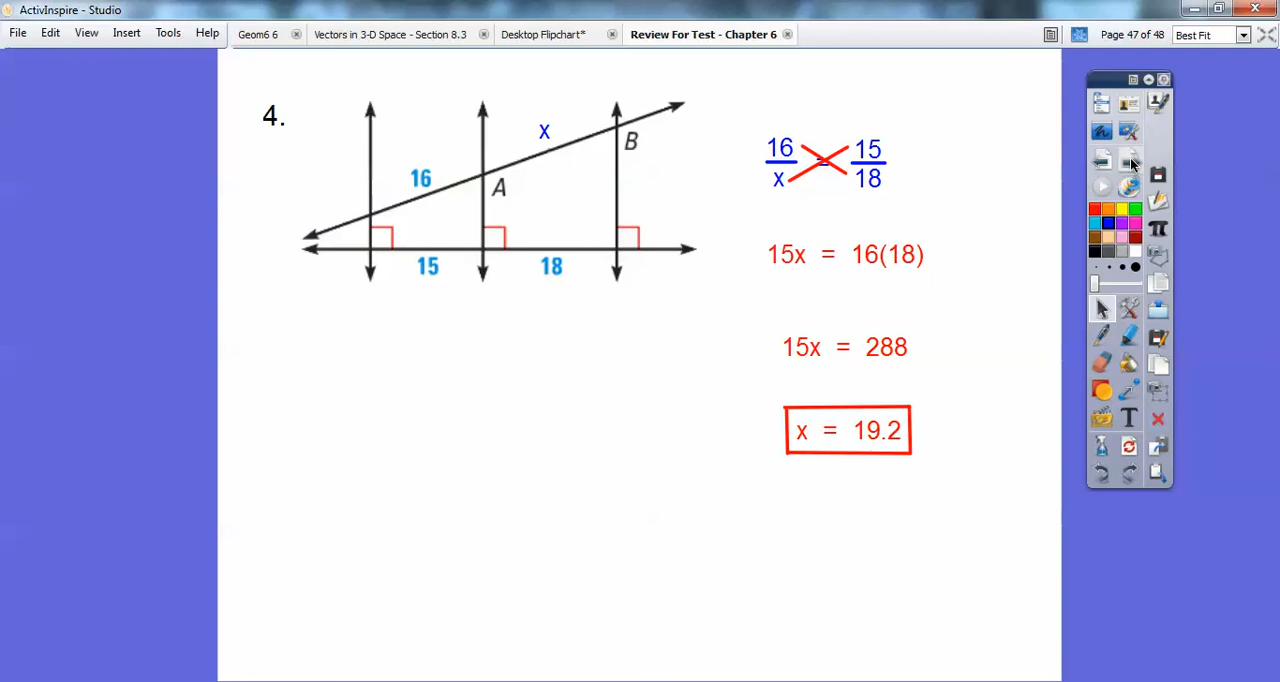 ActivInspire - Studio
File Edit View Insert Tools Help
Geom6 6
Vectors in 3-D Space - Section 8.3
Desktop Flipchart*
Review For Test - Chapter 6
Page 47 of 48
Best Fit
4.
x
B
16
A
15
18
16/x = 15/18
15x = 16(18)
15x = 288
x = 19.2